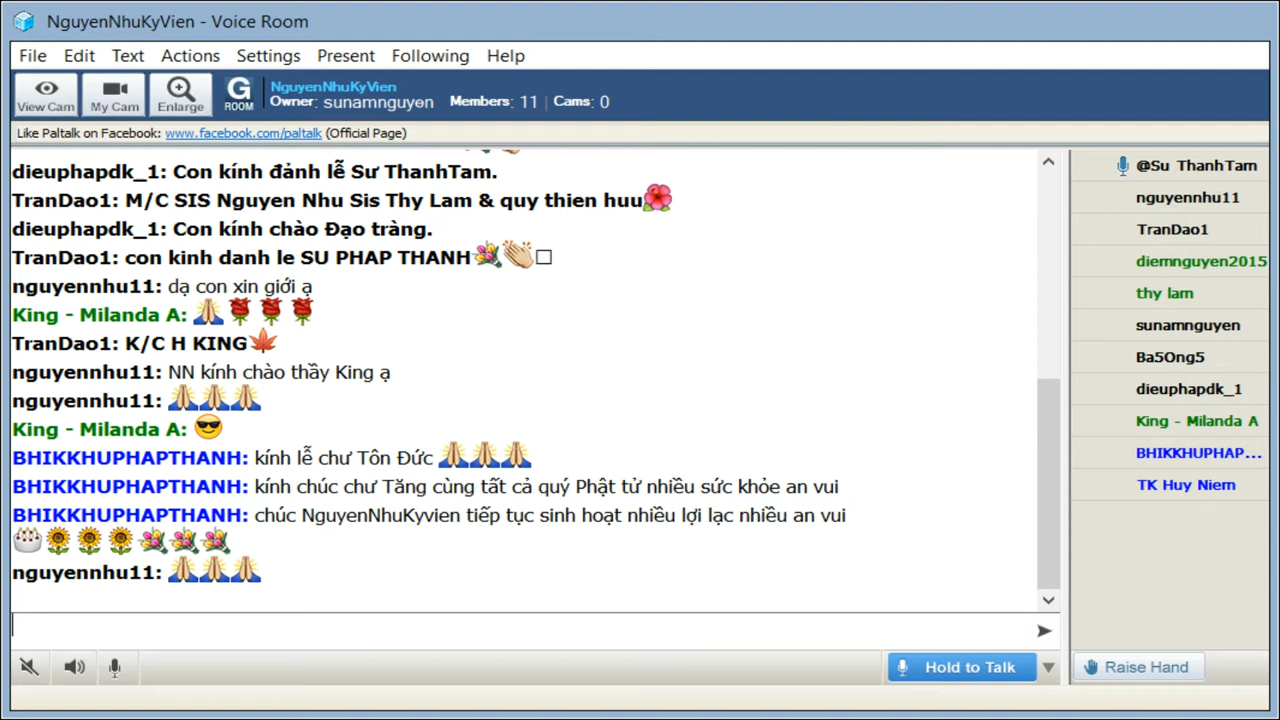 NguyenNhuKyVien - Voice Room
File Edit Text Actions Settings Present Following Help
View Cam My Cam Enlarge G ROOM
NguyenNhuKyVien
Owner: sunamnguyen Members: 11 | Cams: 0
Like Paltalk on Facebook: www.facebook.com/paltalk (Official Page)
dieuphapdk_1: Con kính đảnh lễ Sư ThanhTam.
TranDao1: M/C SIS Nguyen Nhu Sis Thy Lam & quy thien huu🌺
dieuphapdk_1: Con kính chào Đạo tràng.
TranDao1: con kinh danh le SU PHAP THANH💐👏🏼□
nguyennhu11: dạ con xin giới ạ
King - Milanda A: 🙏🌹🌹🌹
TranDao1: K/C H KING🍁
nguyennhu11: NN kính chào thầy King ạ
nguyennhu11: 🙏🙏🙏
King - Milanda A: 😎
BHIKKHUPHAPTHANH: kính lễ chư Tôn Đức 🙏🙏🙏
BHIKKHUPHAPTHANH: kính chúc chư Tăng cùng tất cả quý Phật tử nhiều sức khỏe an vui
BHIKKHUPHAPTHANH: chúc NguyenNhuKyvien tiếp tục sinh hoạt nhiều lợi lạc nhiều an vui
🎂🌻🌻🌻💐💐💐
nguyennhu11: 🙏🙏🙏
@Su ThanhTam
nguyennhu11
TranDao1
diemnguyen2015
thy lam
sunamnguyen
Ba5Ong5
dieuphapdk_1
King - Milanda A
BHIKKHUPHAP...
TK Huy Niem
Hold to Talk
Raise Hand